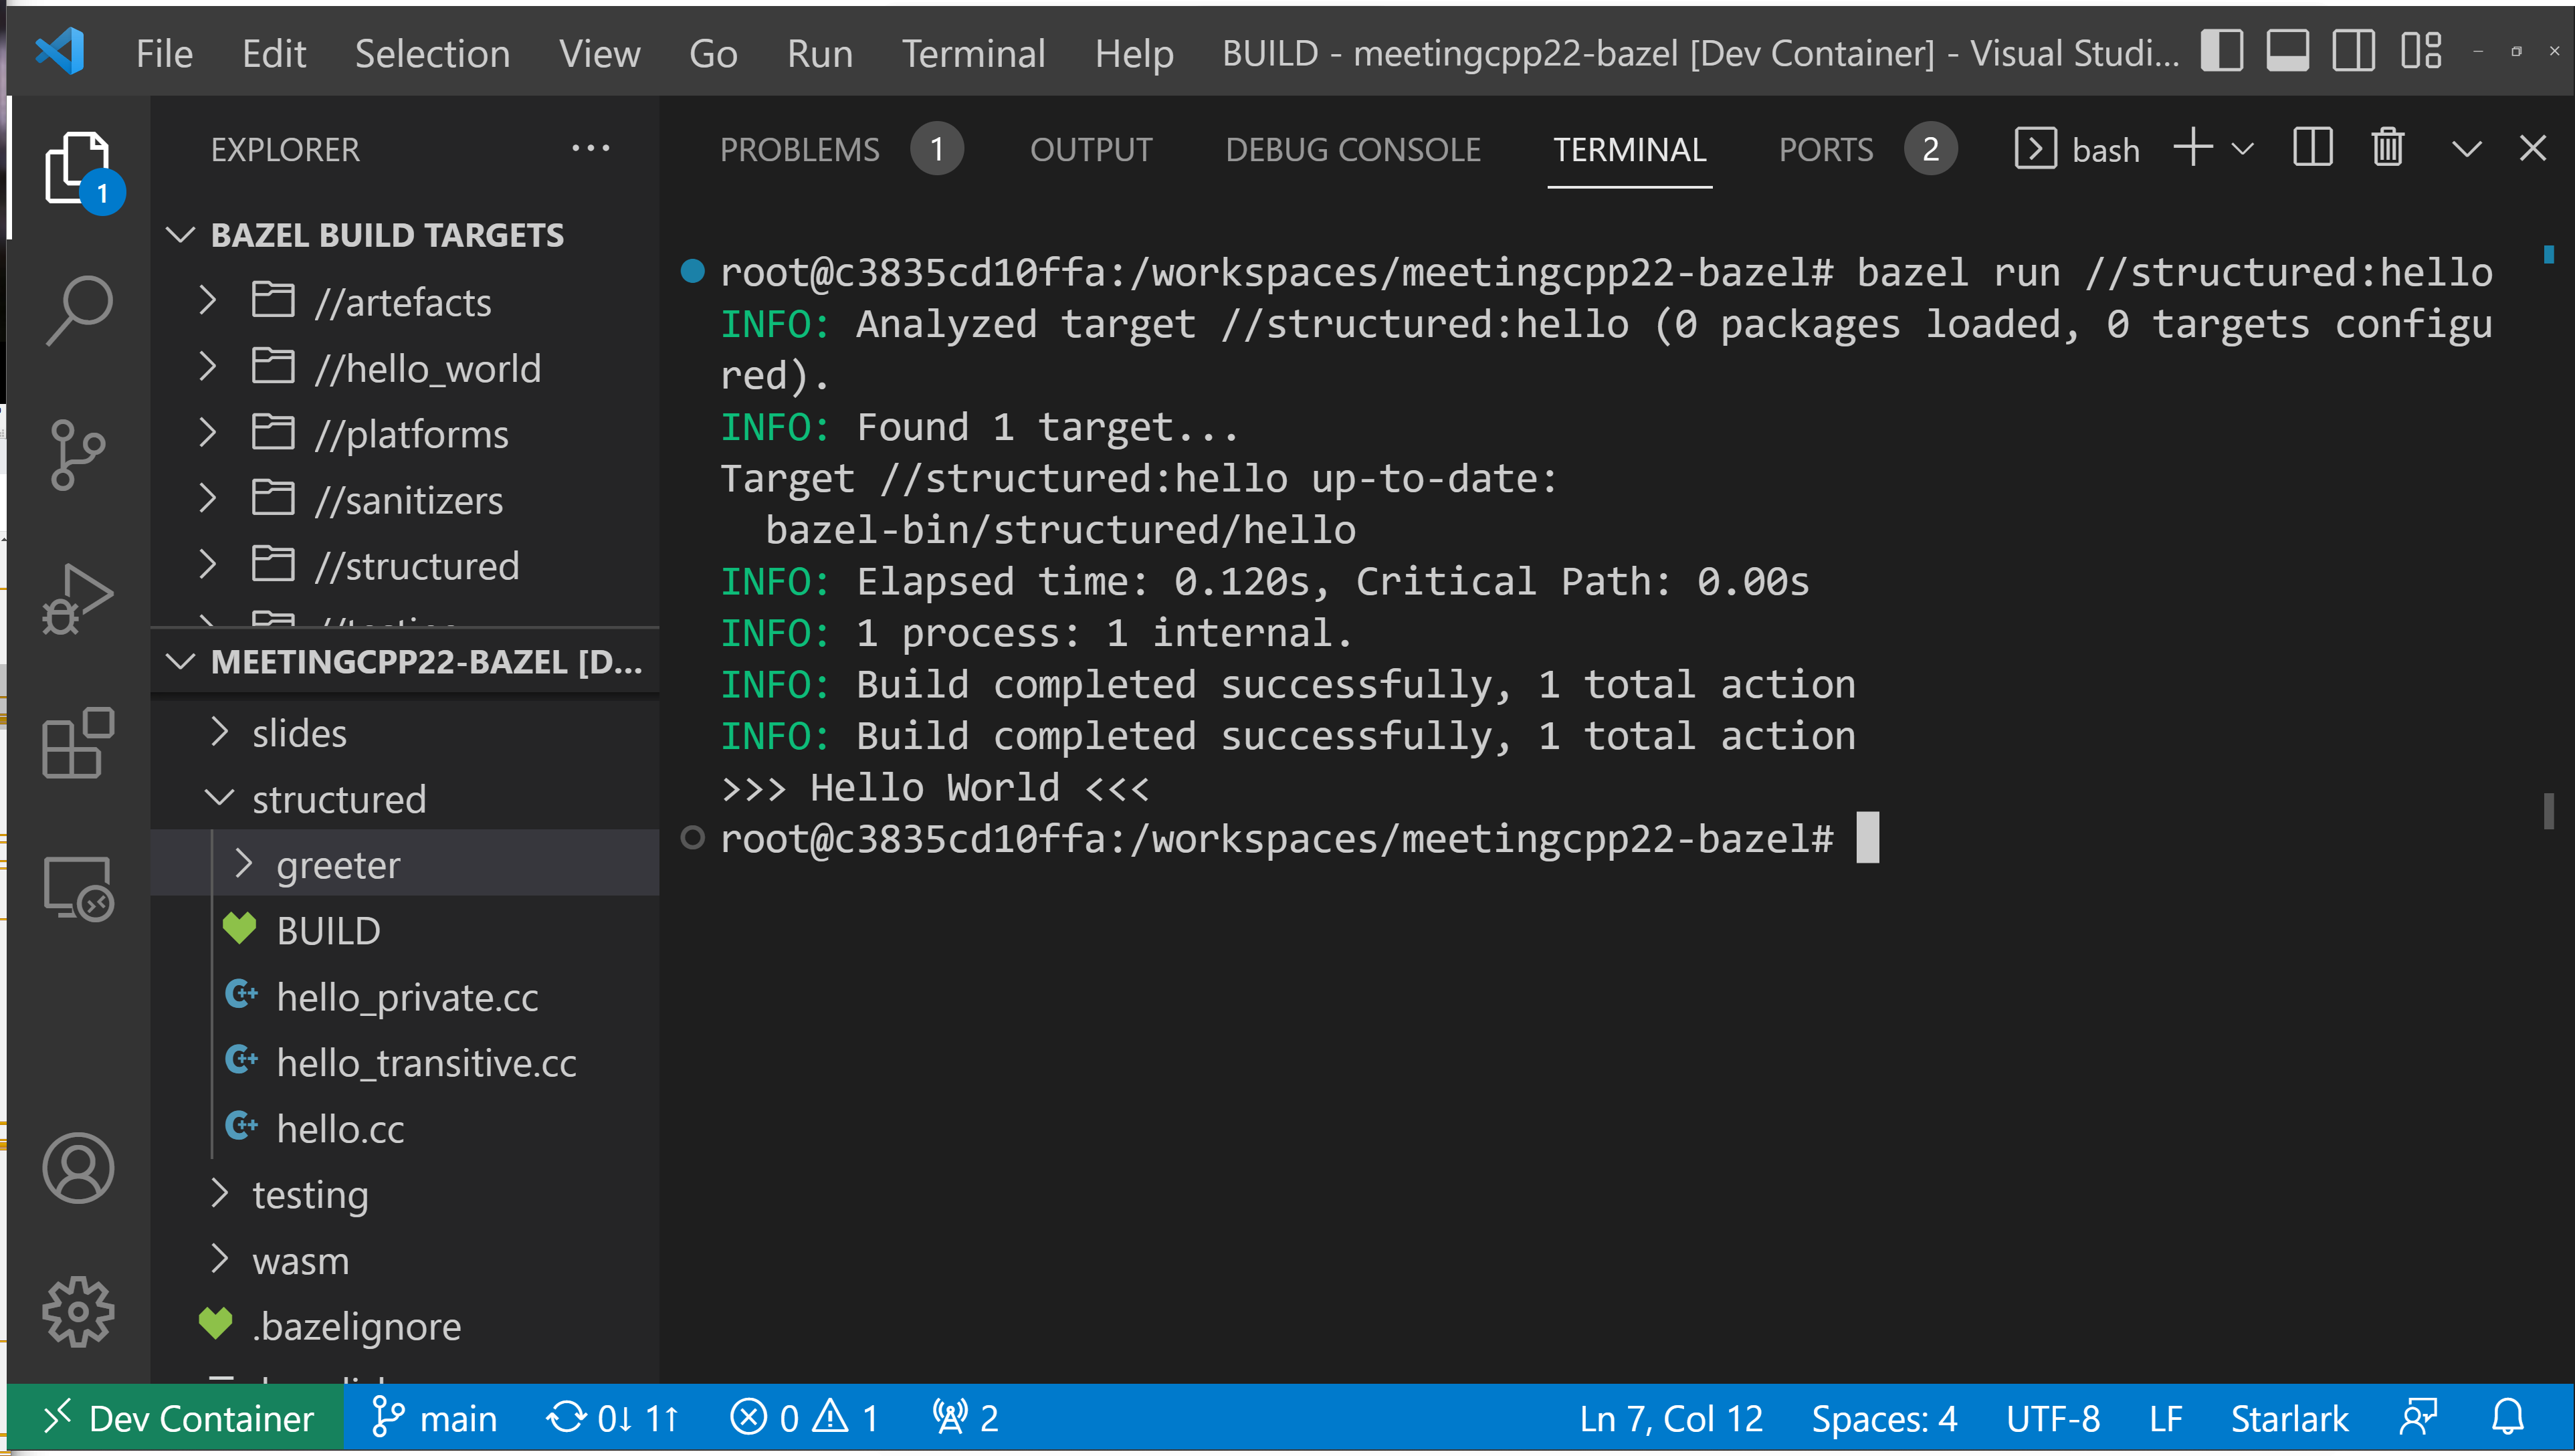 File Edit Selection View Go Run Terminal Help BUILD - meetingcpp22-bazel [Dev Container] - Visual Studi...
EXPLORER ...
1
BAZEL BUILD TARGETS
//artefacts
//hello_world
//platforms
//sanitizers
//structured
MEETINGCPP22-BAZEL [D...
slides
structured
greeter
BUILD
hello_private.cc
hello_transitive.cc
hello.cc
testing
wasm
.bazelignore
PROBLEMS 1 OUTPUT DEBUG CONSOLE TERMINAL PORTS 2 bash
root@c3835cd10ffa:/workspaces/meetingcpp22-bazel# bazel run //structured:hello
INFO: Analyzed target //structured:hello (0 packages loaded, 0 targets configu
red).
INFO: Found 1 target...
Target //structured:hello up-to-date:
  bazel-bin/structured/hello
INFO: Elapsed time: 0.120s, Critical Path: 0.00s
INFO: 1 process: 1 internal.
INFO: Build completed successfully, 1 total action
INFO: Build completed successfully, 1 total action
>>> Hello World <<<
root@c3835cd10ffa:/workspaces/meetingcpp22-bazel#
Dev Container main 0↓ 1↑ 0 1 2 Ln 7, Col 12 Spaces: 4 UTF-8 LF Starlark